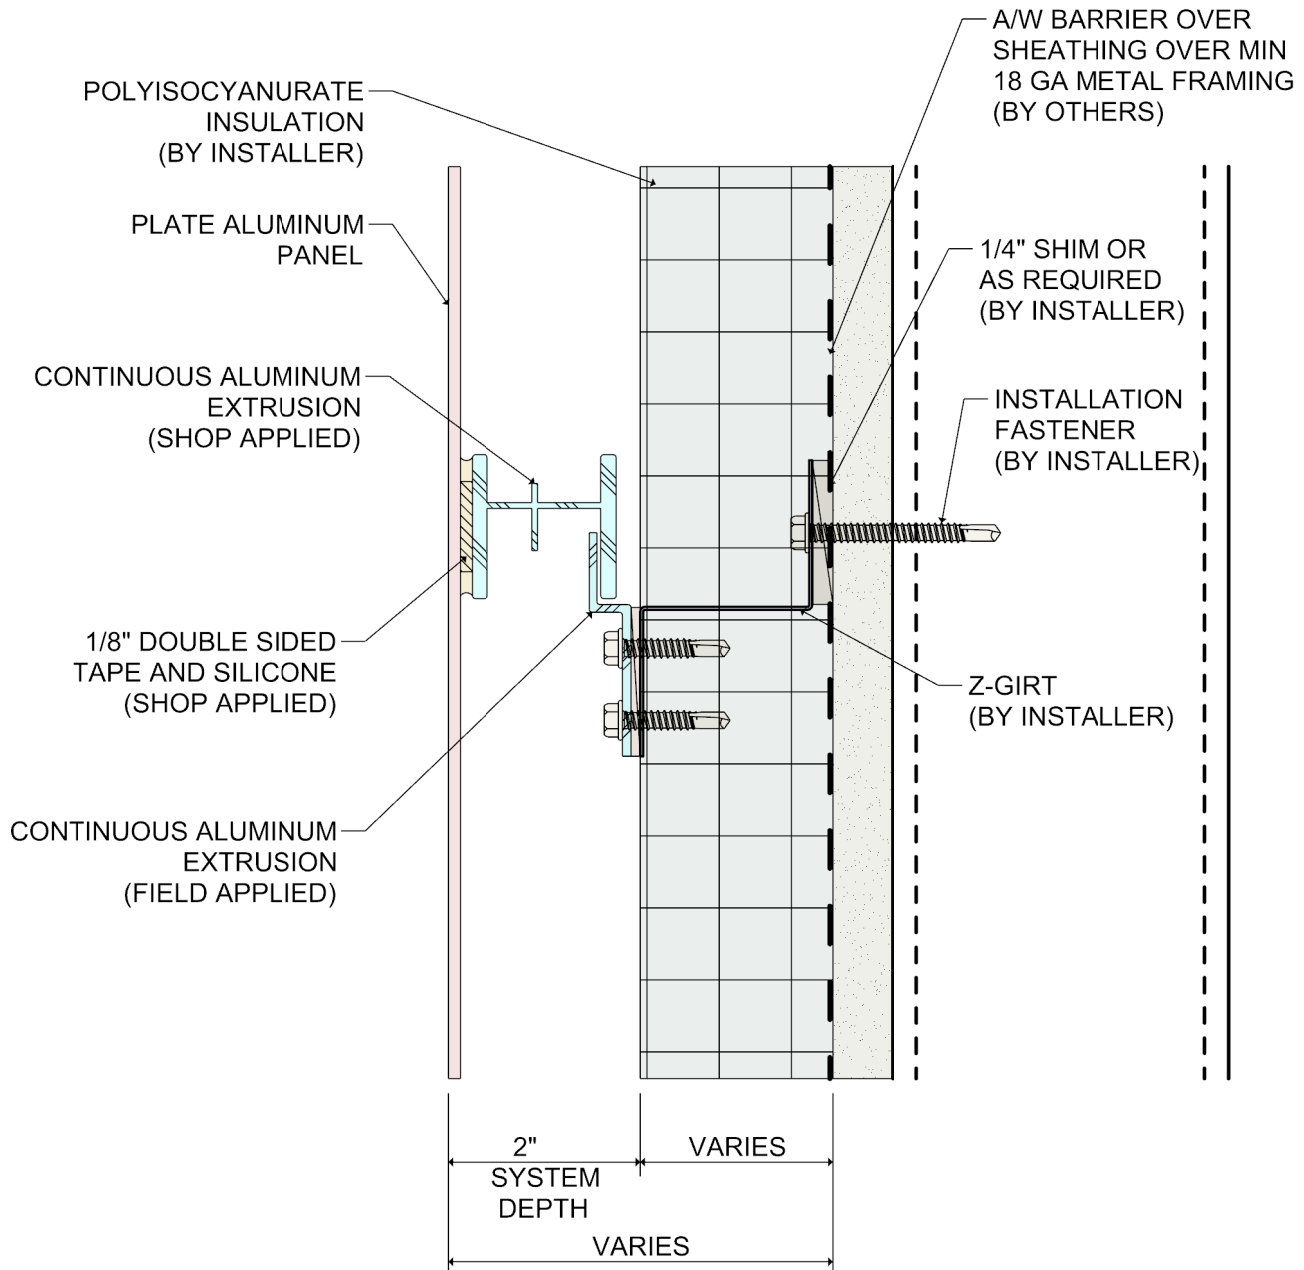 A/W BARRIER OVER
SHEATHING OVER MIN
18 GA METAL FRAMING
(BY OTHERS)
POLYISOCYANURATE
INSULATION
(BY INSTALLER)
PLATE ALUMINUM
PANEL
1/4" SHIM OR
AS REQUIRED
(BY INSTALLER)
CONTINUOUS ALUMINUM
EXTRUSION
(SHOP APPLIED)
INSTALLATION
FASTENER
(BY INSTALLER)
1/8" DOUBLE SIDED
TAPE AND SILICONE
(SHOP APPLIED)
Z-GIRT
(BY INSTALLER)
CONTINUOUS ALUMINUM
EXTRUSION
(FIELD APPLIED)
2"
SYSTEM
DEPTH
VARIES
VARIES